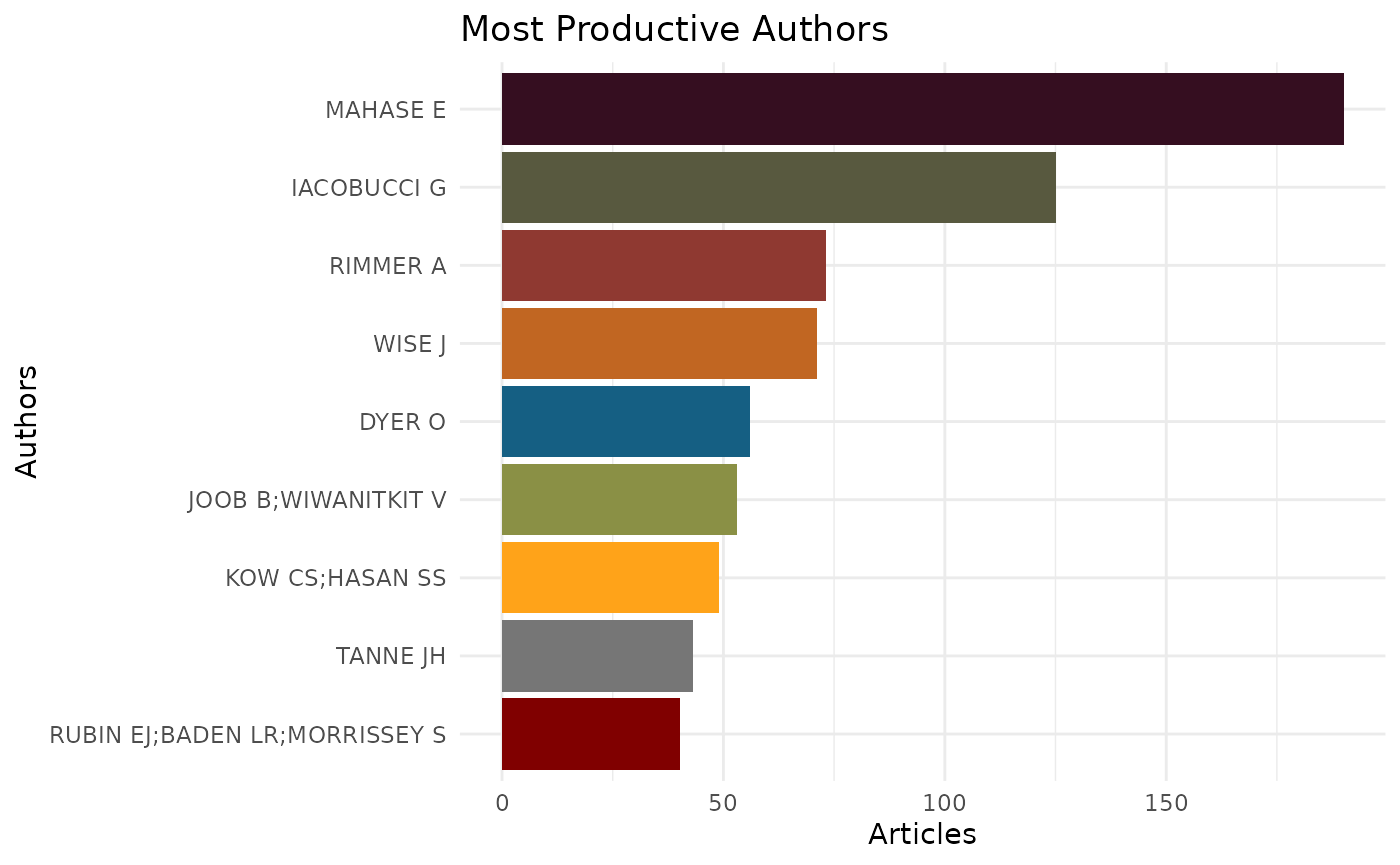 Most Productive Authors
Authors
MAHASE E
IACOBUCCI G
RIMMER A
WISE J
DYER O
JOOB B;WIWANITKIT V
KOW CS;HASAN SS
TANNE JH
RUBIN EJ;BADEN LR;MORRISSEY S
0 50 100 150
Articles